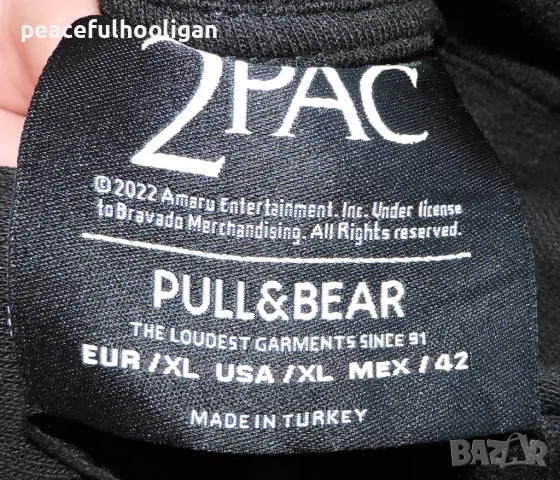 peacefulhooligan
2PAC
© 2022 Amaru Entertainment, Inc. Under license
to Bravado Merchandising. All Rights reserved.
PULL&BEAR
THE LOUDEST GARMENTS SINCE 91
EUR/XL USA/XL MEX/42
MADE IN TURKEY
BAZAR